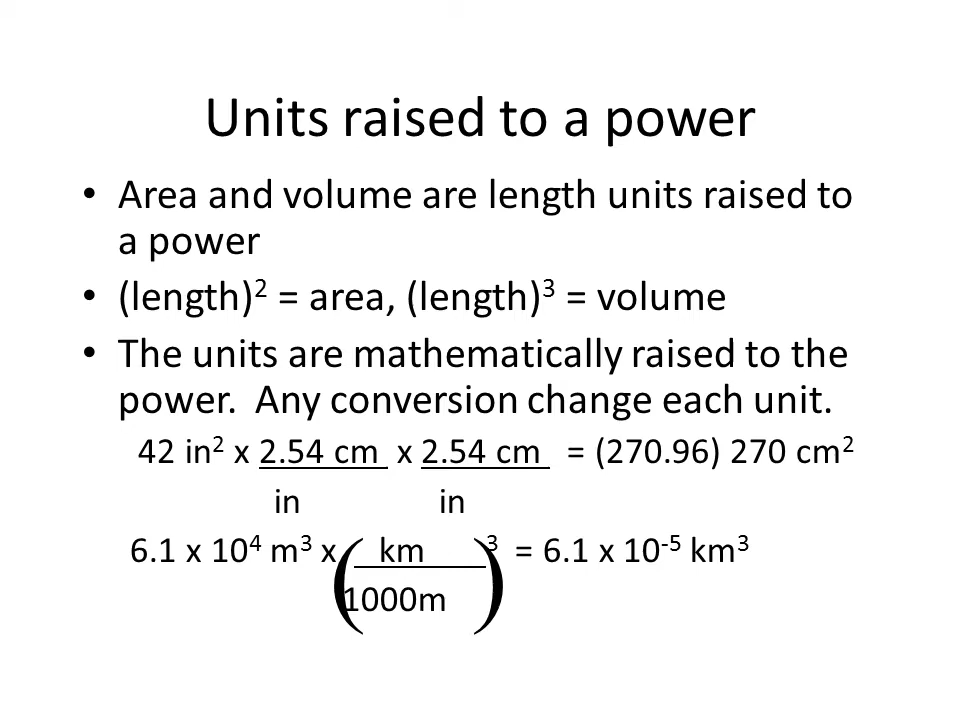 Units raised to a power
• Area and volume are length units raised to
a power
• (length)² = area, (length)³ = volume
• The units are mathematically raised to the
power.  Any conversion change each unit.
42 in² x 2.54 cm x 2.54 cm = (270.96) 270 cm²
in in
6.1 x 10⁴ m³ x ( km )³ = 6.1 x 10⁻⁵ km³
1000m